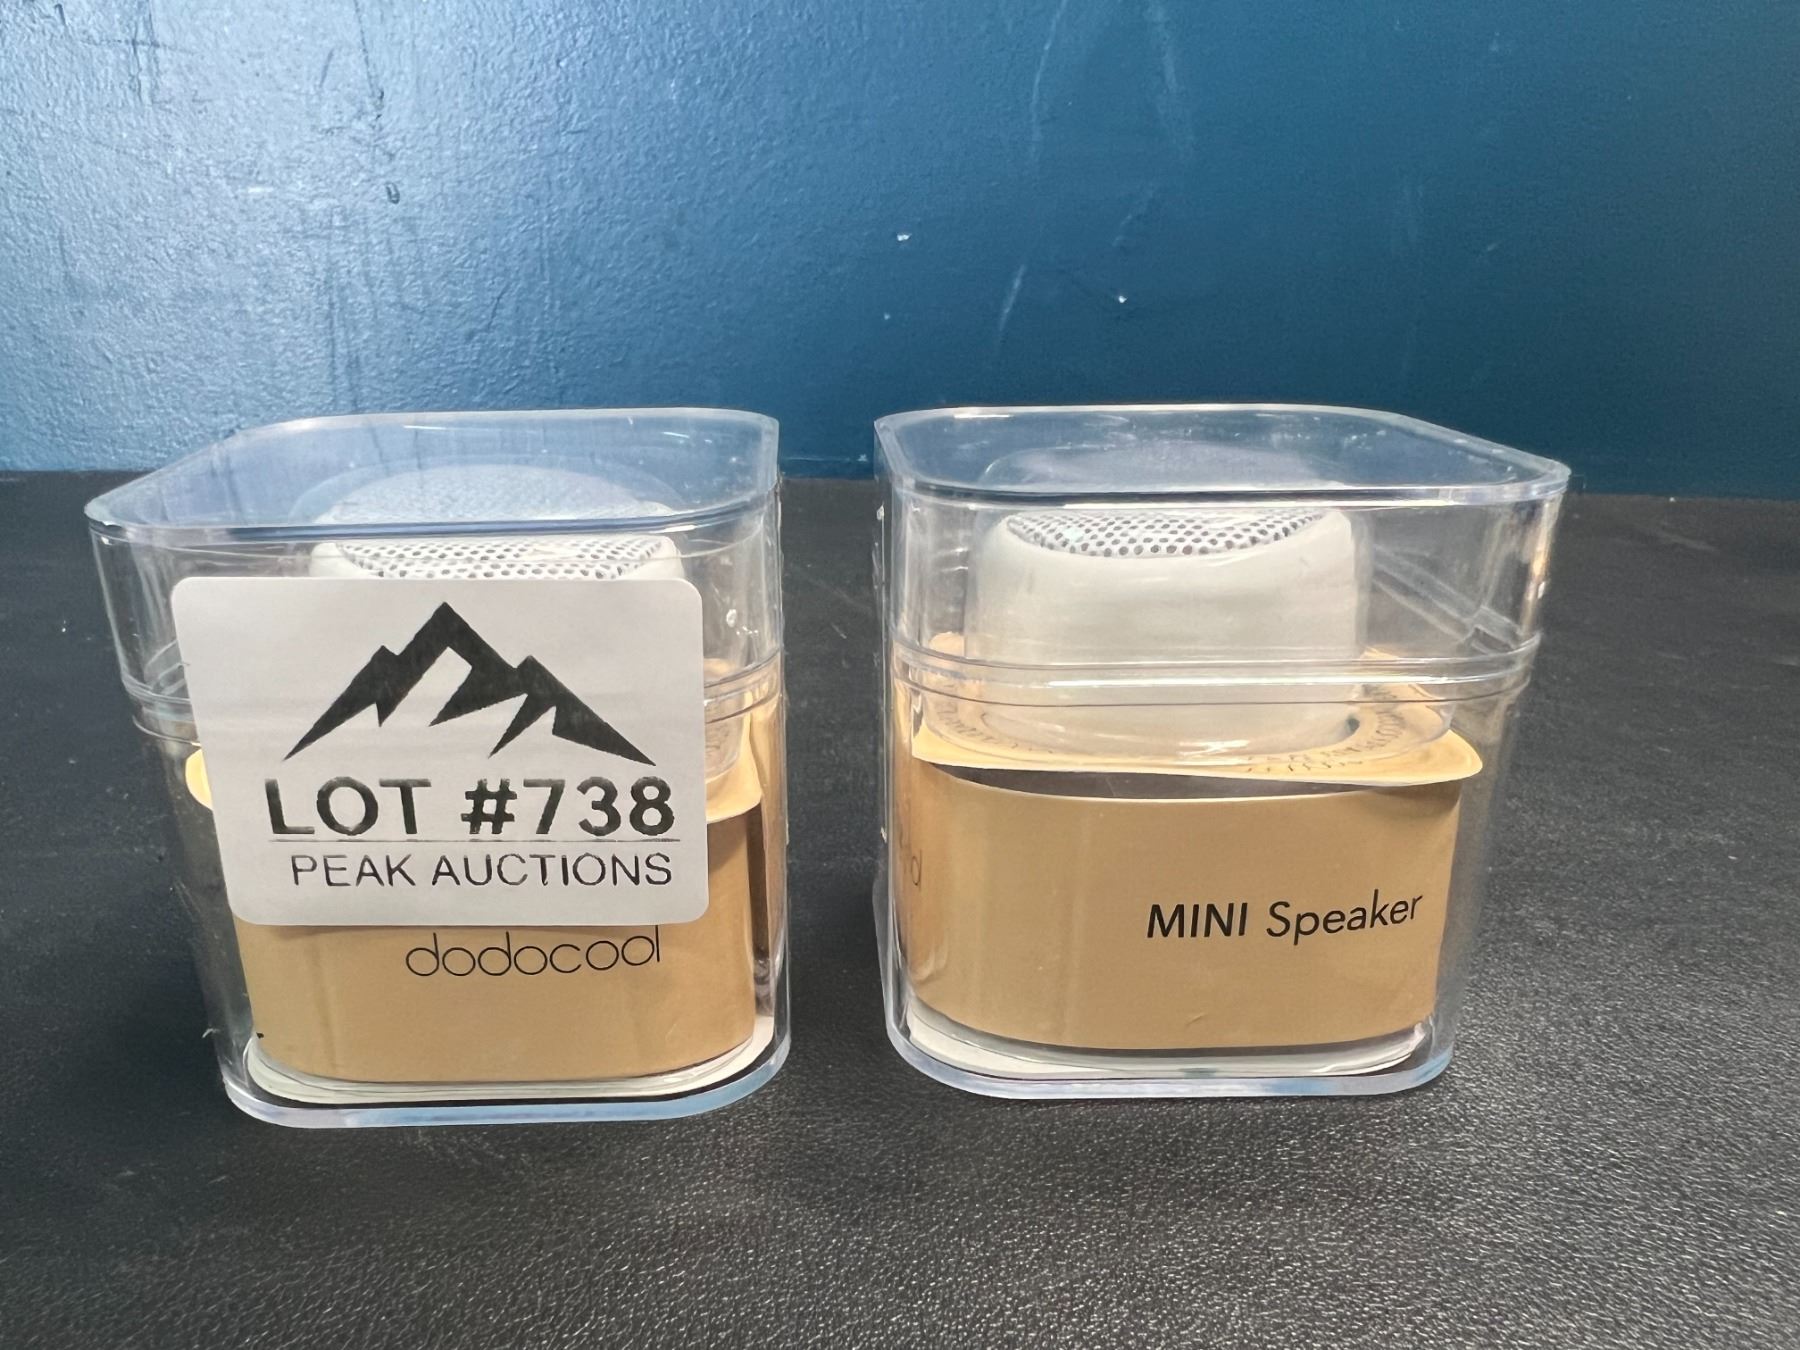 LOT #738
PEAK AUCTIONS
dodocool
MINI Speaker